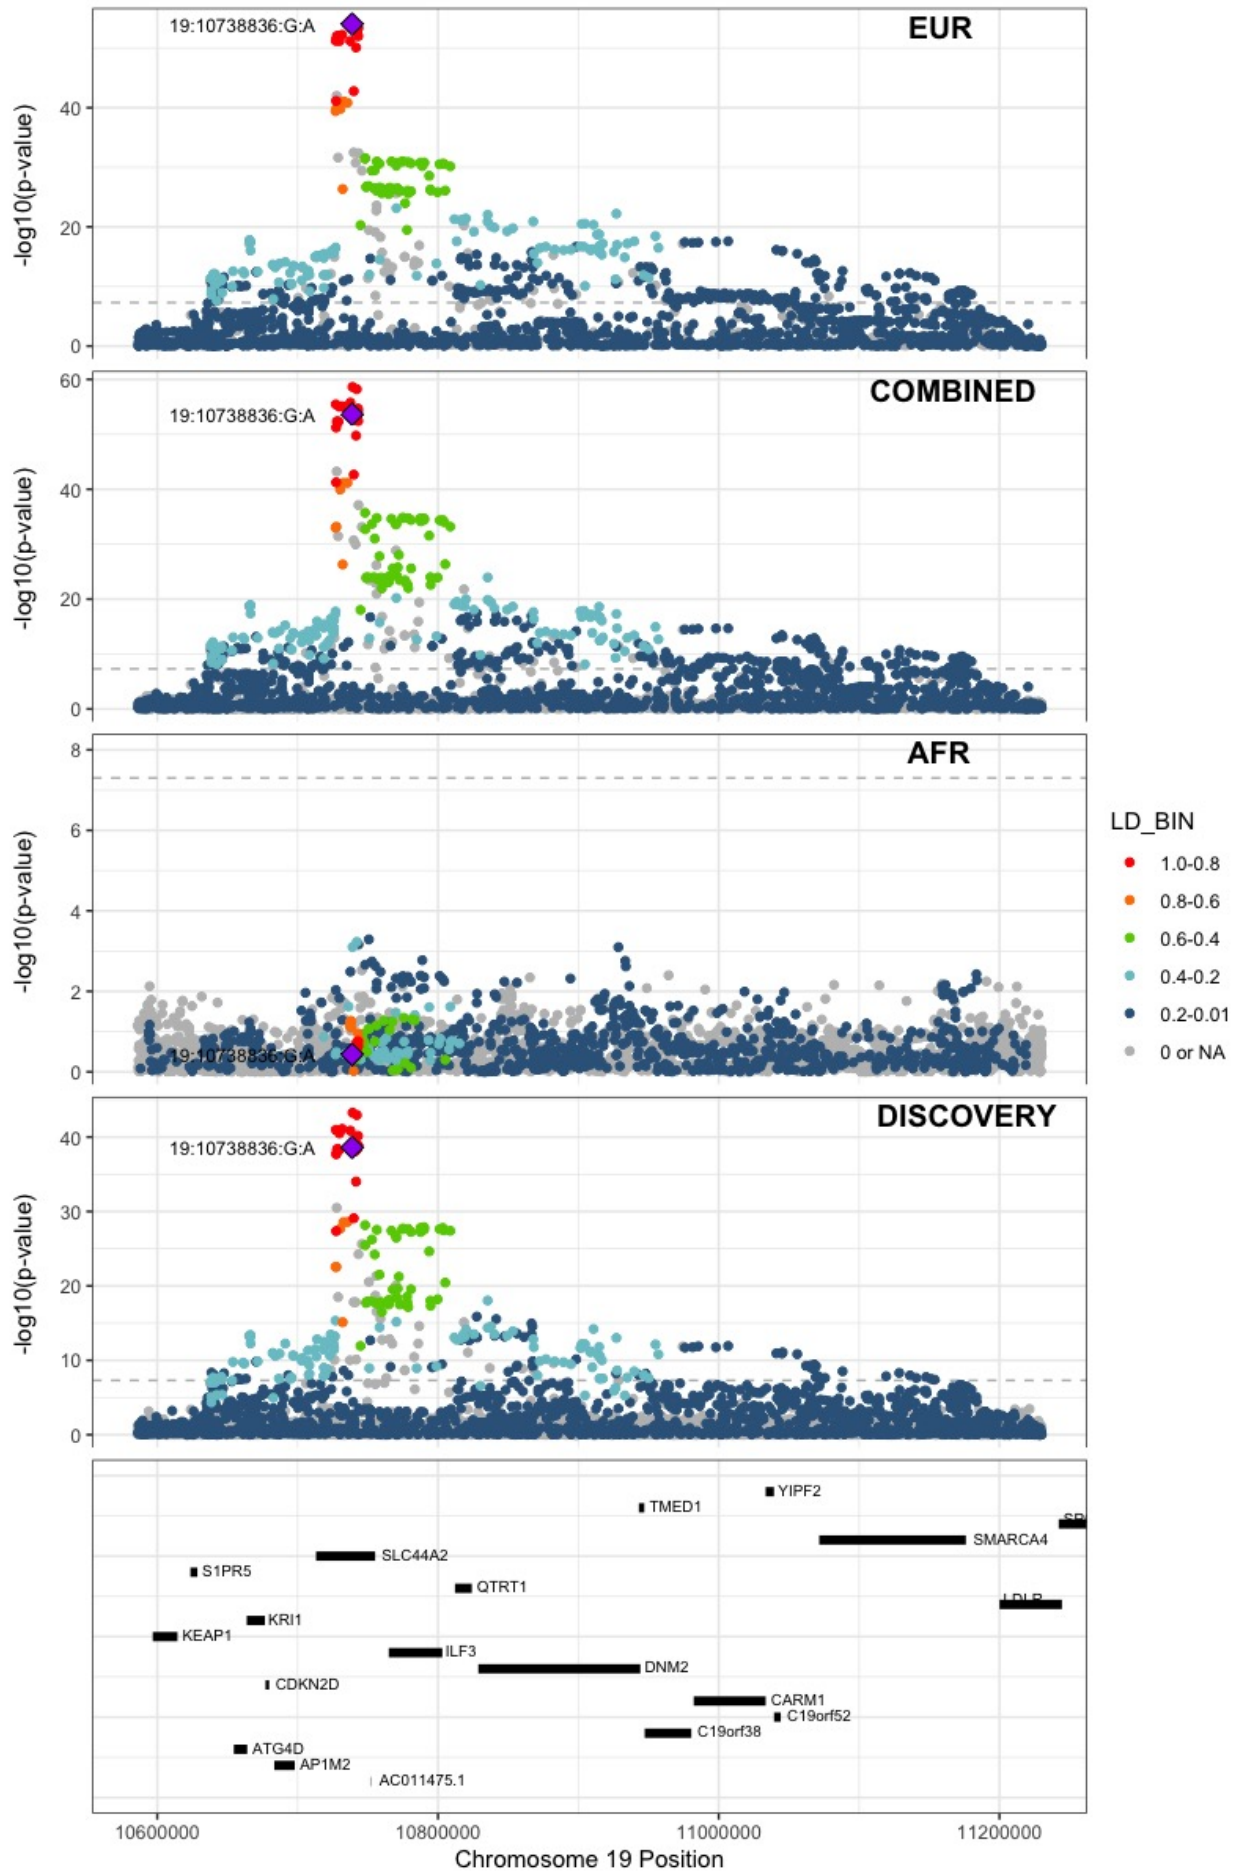 EUR
19:10738836:G:A
-log10(p-value)
40
20
0
COMBINED
19:10738836:G:A
-log10(p-value)
60
40
20
0
AFR
19:10738836:G:A
-log10(p-value)
8
6
4
2
0
LD_BIN
1.0-0.8
0.8-0.6
0.6-0.4
0.4-0.2
0.2-0.01
0 or NA
DISCOVERY
19:10738836:G:A
-log10(p-value)
40
30
20
10
0
YIPF2
TMED1
SMARCA4
SLC44A2
S1PR5
QTRT1
LDLR
KRI1
KEAP1
ILF3
DNM2
CDKN2D
CARM1
C19orf52
C19orf38
ATG4D
AP1M2
AC011475.1
10600000
10800000
11000000
11200000
Chromosome 19 Position